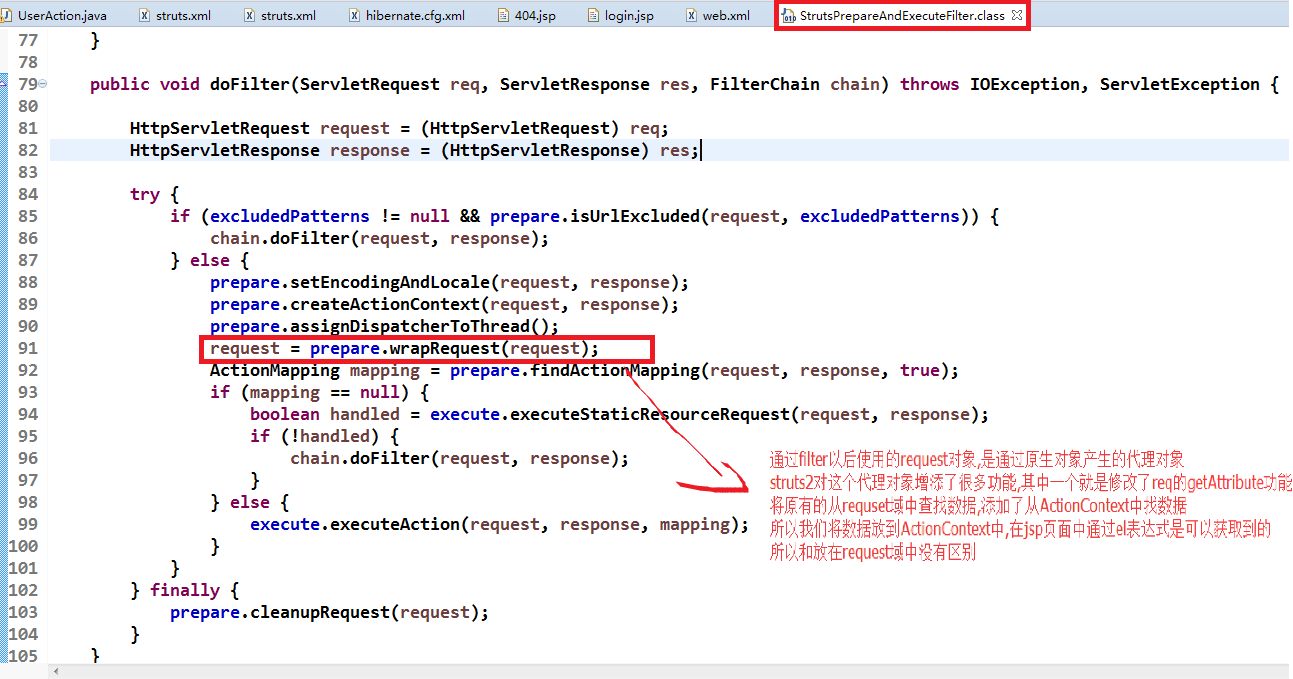 UserAction.java struts.xml struts.xml hibernate.cfg.xml 404.jsp login.jsp web.xml StrutsPrepareAndExecuteFilter.class
77 }
78
79 public void doFilter(ServletRequest req, ServletResponse res, FilterChain chain) throws IOException, ServletException {
80
81 HttpServletRequest request = (HttpServletRequest) req;
82 HttpServletResponse response = (HttpServletResponse) res;
83
84 try {
85 if (excludedPatterns != null && prepare.isUrlExcluded(request, excludedPatterns)) {
86 chain.doFilter(request, response);
87 } else {
88 prepare.setEncodingAndLocale(request, response);
89 prepare.createActionContext(request, response);
90 prepare.assignDispatcherToThread();
91 request = prepare.wrapRequest(request);
92 ActionMapping mapping = prepare.findActionMapping(request, response, true);
93 if (mapping == null) {
94 boolean handled = execute.executeStaticResourceRequest(request, response);
95 if (!handled) {
96 chain.doFilter(request, response);
97 }
98 } else {
99 execute.executeAction(request, response, mapping);
100 }
101 }
102 } finally {
103 prepare.cleanupRequest(request);
104 }
105 }
通过filter以后使用的request对象,是通过原生对象产生的代理对象
struts2对这个代理对象增添了很多功能,其中一个就是修改了req的getAttribute功能
将原有的从requset域中查找数据,添加了从ActionContext中找数据
所以我们将数据放到ActionContext中,在jsp页面中通过el表达式是可以获取到的
所以和放在request域中没有区别